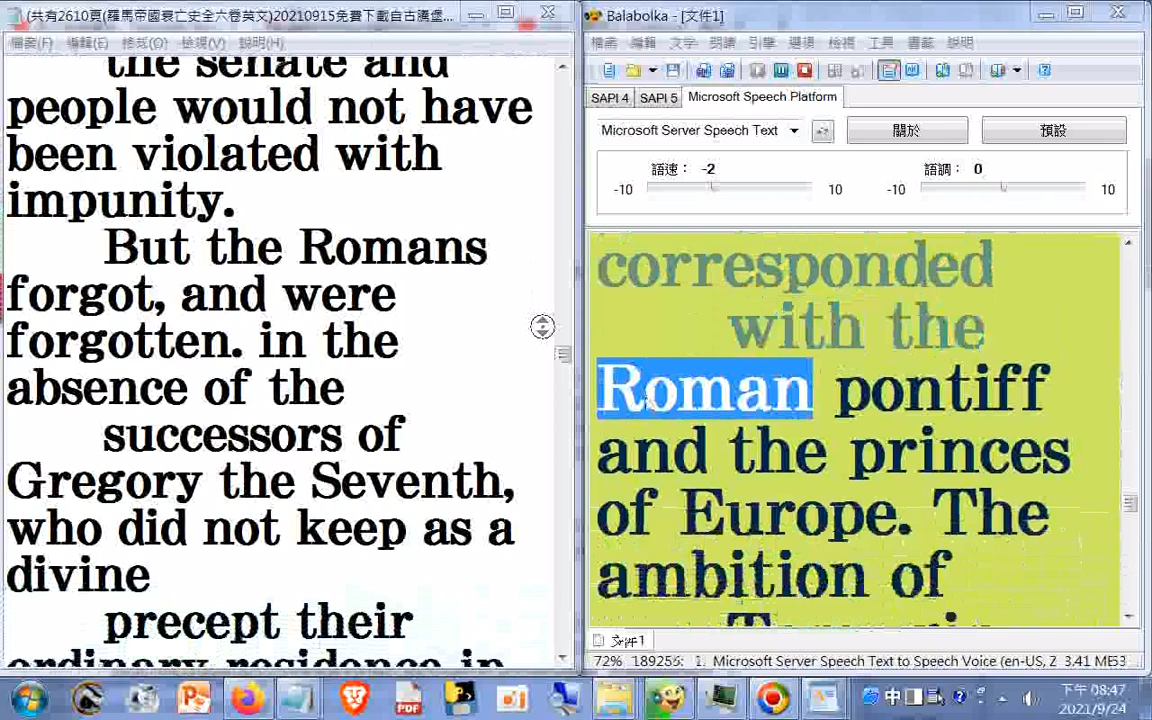 (共有2610頁(羅馬帝國衰亡史全六卷英文)20210915免費下載自古騰堡...
檔案(F) 編輯(E) 格式(O) 檢視(V) 說明(H)
the senate and
people would not have
been violated with
impunity.
But the Romans
forgot, and were
forgotten. in the
absence of the
successors of
Gregory the Seventh,
who did not keep as a
divine
precept their
ordinary residence in
Balabolka - [文件1]
檔案 編輯 文字 朗讀 引擎 選項 檢視 工具 書籤 說明
SAPI 4 SAPI 5 Microsoft Speech Platform
Microsoft Server Speech Text 關於 預設
語速: -2 語調: 0
-10 10 -10 10
corresponded
with the
Roman pontiff
and the princes
of Europe. The
ambition of
文件1
72% 189256: 1. Microsoft Server Speech Text to Speech Voice (en-US, Z 3.41 ME53
PDF
中
下午 08:47
2021/9/24